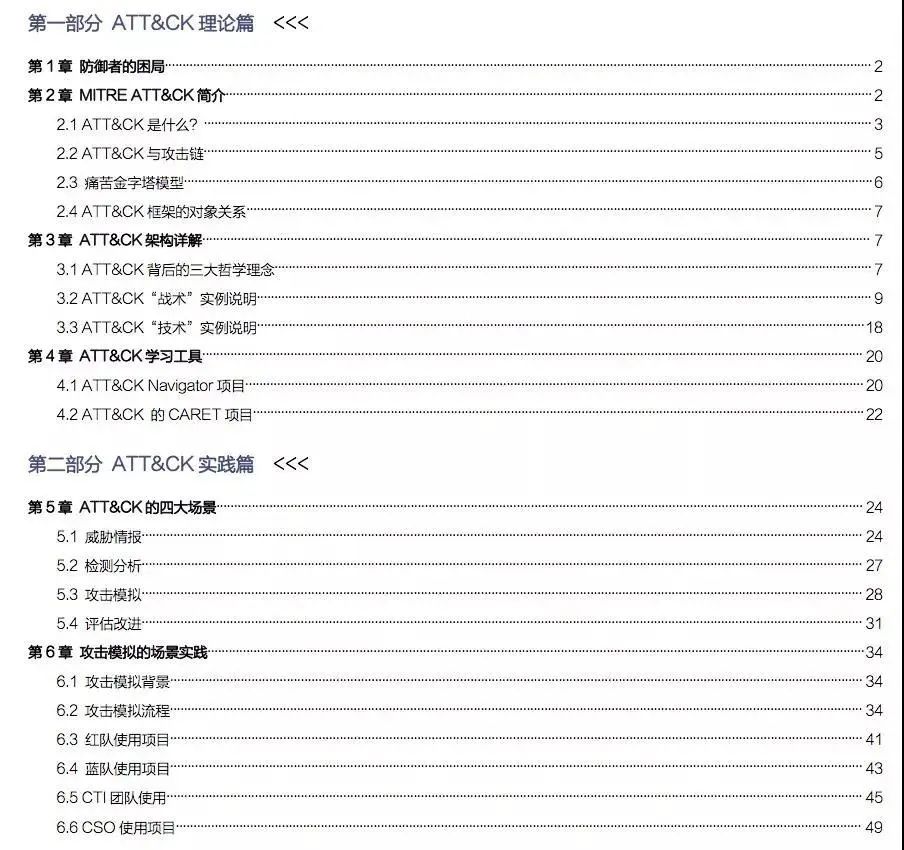 第一部分 ATT&CK 理论篇 <<<
第 1 章 防御者的困局 2
第 2 章 MITRE ATT&CK 简介 2
2.1 ATT&CK 是什么？ 3
2.2 ATT&CK 与攻击链 5
2.3 痛苦金字塔模型 6
2.4 ATT&CK 框架的对象关系 7
第 3 章 ATT&CK 架构详解 7
3.1 ATT&CK 背后的三大哲学理念 7
3.2 ATT&CK “战术” 实例说明 9
3.3 ATT&CK “技术” 实例说明 18
第 4 章 ATT&CK 学习工具 20
4.1 ATT&CK Navigator 项目 20
4.2 ATT&CK 的 CARET 项目 22
第二部分 ATT&CK 实践篇 <<<
第 5 章 ATT&CK 的四大场景 24
5.1 威胁情报 24
5.2 检测分析 27
5.3 攻击模拟 28
5.4 评估改进 31
第 6 章 攻击模拟的场景实践 34
6.1 攻击模拟背景 34
6.2 攻击模拟流程 34
6.3 红队使用项目 41
6.4 蓝队使用项目 43
6.5 CTI 团队使用 45
6.6 CSO 使用项目 49